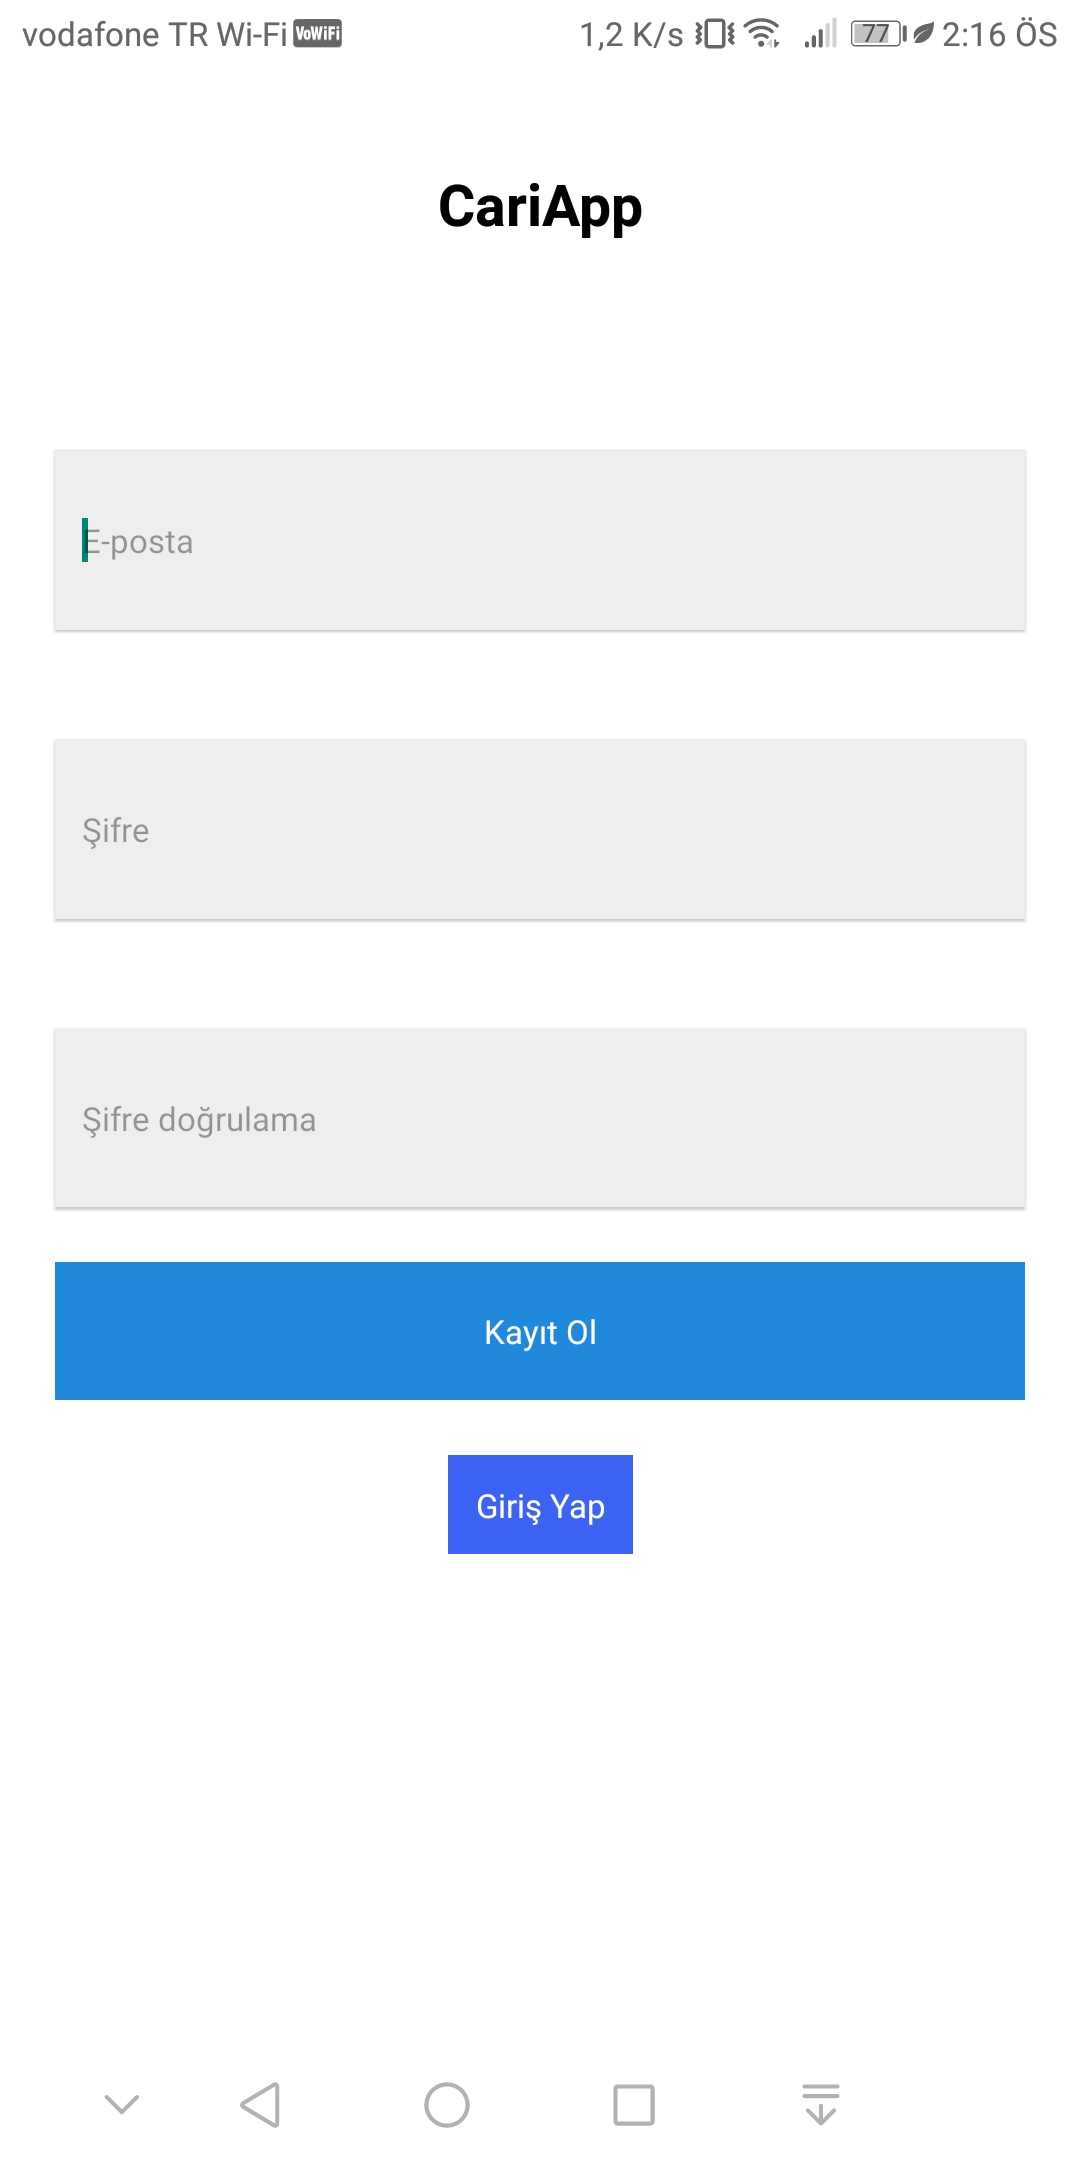 vodafone TR Wi-Fi VoWiFi 1,2 K/s 77 2:16 ÖS
CariApp
E-posta
Şifre
Şifre doğrulama
Kayıt Ol
Giriş Yap